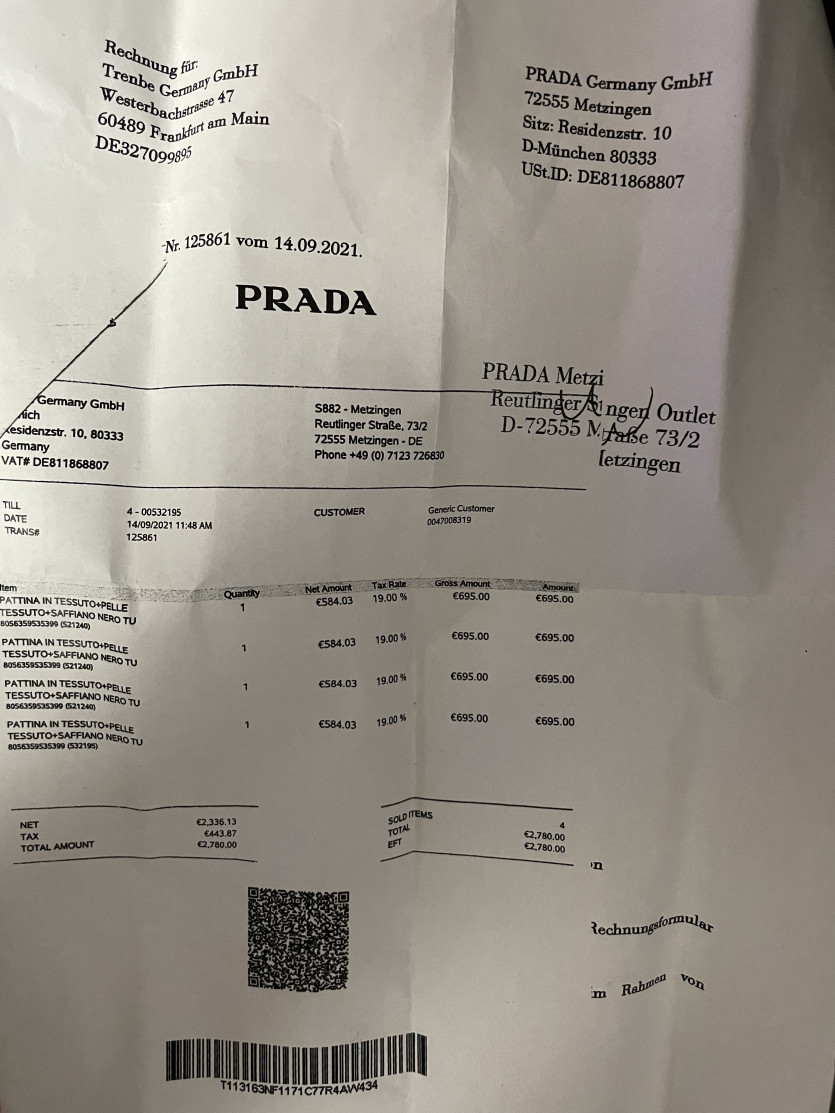 Rechnung für:
Trenbe Germany GmbH
Westerbachstrasse 47
60489 Frankfurt am Main
DE327099895
PRADA Germany GmbH
72555 Metzingen
Sitz: Residenzstr. 10
D-München 80333
USt.ID: DE811868807
Nr. 125861 vom 14.09.2021.
PRADA
PRADA Metzi
Reutlinger ngen Outlet
D-72555 M raße 73/2
etzingen
Germany GmbH
ich
esidenzstr. 10, 80333
Germany
VAT# DE811868807
S882 - Metzingen
Reutlinger Straße, 73/2
72555 Metzingen - DE
Phone +49 (0) 7123 726830
TILL 4 - 00532195
DATE 14/09/2021 11:48 AM
TRANS# 125861
CUSTOMER Generic Customer
0047008319
Item Quantity Net Amount Tax Rate Gross Amount Amount
PATTINA IN TESSUTO+PELLE 1 €584.03 19.00 % €695.00 €695.00
TESSUTO+SAFFIANO NERO TU
8056359535399 (521240)
PATTINA IN TESSUTO+PELLE 1 €584.03 19.00 % €695.00 €695.00
TESSUTO+SAFFIANO NERO TU
8056359535399 (521240)
PATTINA IN TESSUTO+PELLE 1 €584.03 19.00 % €695.00 €695.00
TESSUTO+SAFFIANO NERO TU
8056359535399 (521240)
PATTINA IN TESSUTO+PELLE 1 €584.03 19.00 % €695.00 €695.00
TESSUTO+SAFFIANO NERO TU
8056359535399 (532195)
NET €2,336.13
TAX €443.87
TOTAL AMOUNT €2,780.00
SOLD ITEMS 4
TOTAL €2,780.00
EFT €2,780.00
n
Rechnungsformular
m Rahmen von
T113163NF1171C77R4AW434